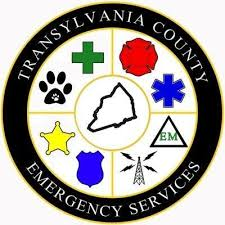 TRANSYLVANIA COUNTY
EM
EMERGENCY SERVICES